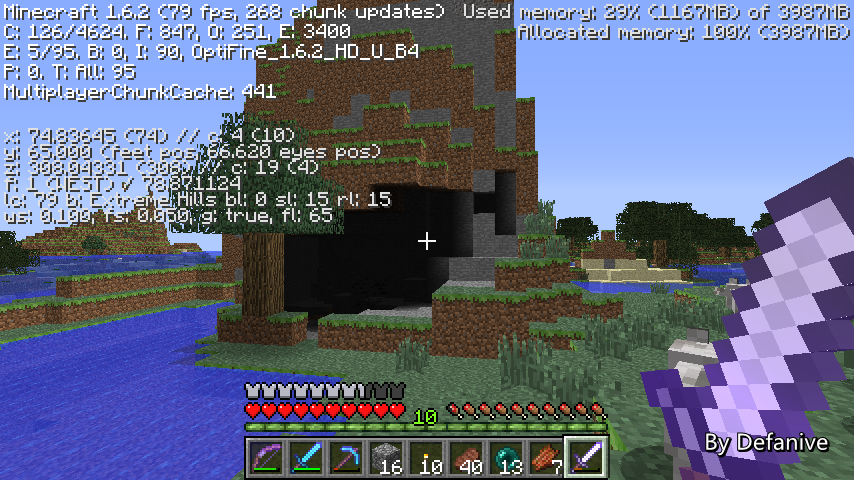 Minecraft 1.6.2 (79 fps, 268 chunk updates)
Used memory: 29% (1167MB) of 3987MB
C: 126/4624, F: 847, O: 251, E: 3400
Allocated memory: 100% (3987MB)
E: 5/95, B: 0, I: 90, OptiFine_1.6.2_HD_U_B4
P: 0, T: All: 95
MultiplayerChunkCache: 441
x: 74.83645 (74) // c: 4 (10)
y: 65.000 (feet pos, 66.620 eyes pos)
z: 308.04331 (308) // c: 19 (4)
f: 1 (WEST) / 78.871124
lc: 79 b: Extreme Hills bl: 0 sl: 15 rl: 15
ws: 0.100, fs: 0.050, g: true, fl: 65
10
16 10 40 13 7
By Defanive